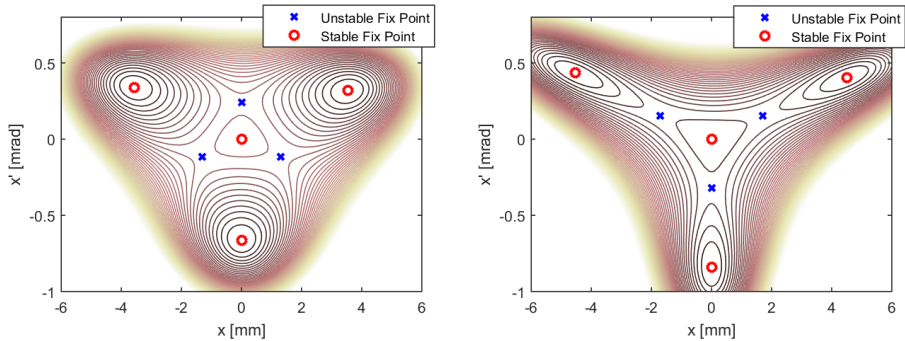 Unstable Fix Point
Stable Fix Point
0.5
0
-0.5
-1
x' [mrad]
-6 -4 -2 0 2 4 6
x [mm]
Unstable Fix Point
Stable Fix Point
0.5
0
-0.5
-1
x' [mrad]
-6 -4 -2 0 2 4 6
x [mm]